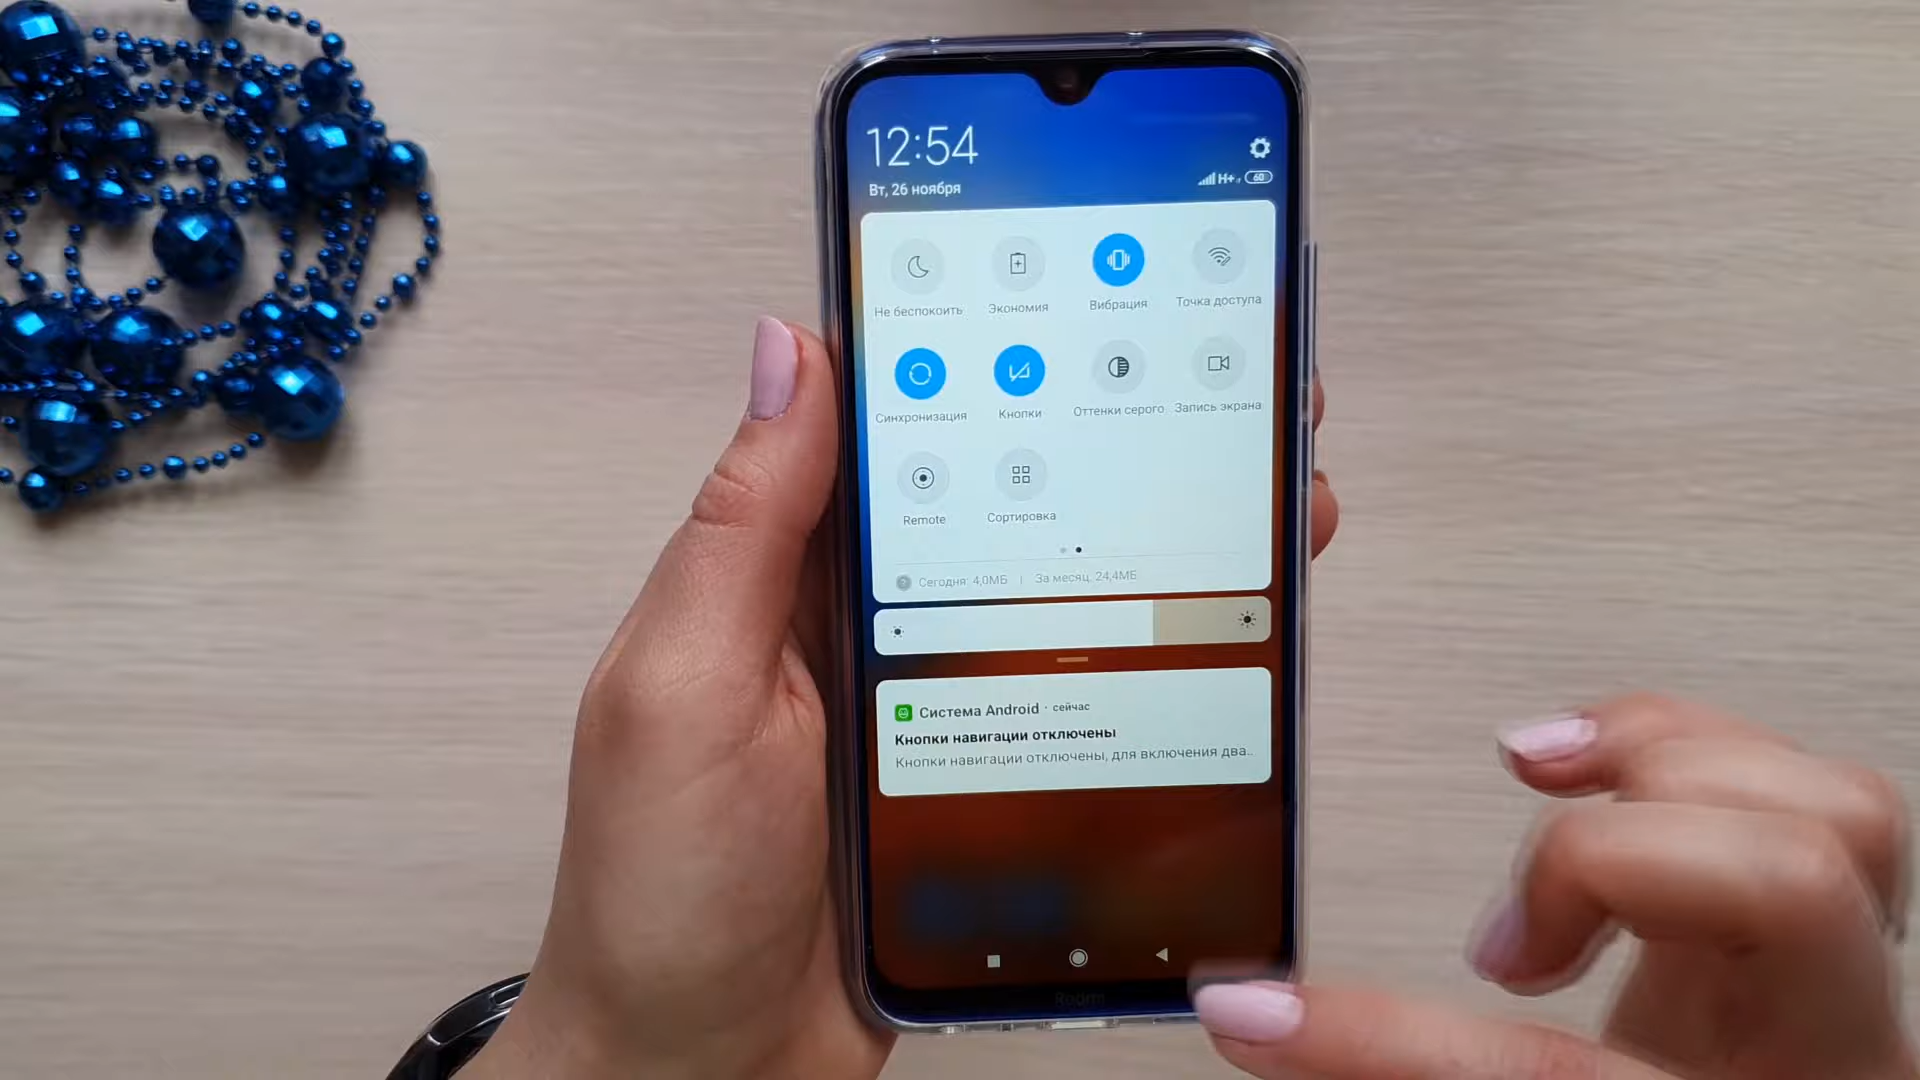 12:54
Вт, 26 ноября
H+
60
Не беспокоить
Экономия
Вибрация
Точка доступа
Синхронизация
Кнопки
Оттенки серого
Запись экрана
Remote
Сортировка
Сегодня: 4,0МБ | За месяц: 24,4МБ
Система Android · сейчас
Кнопки навигации отключены
Кнопки навигации отключены, для включения два..
Redmi